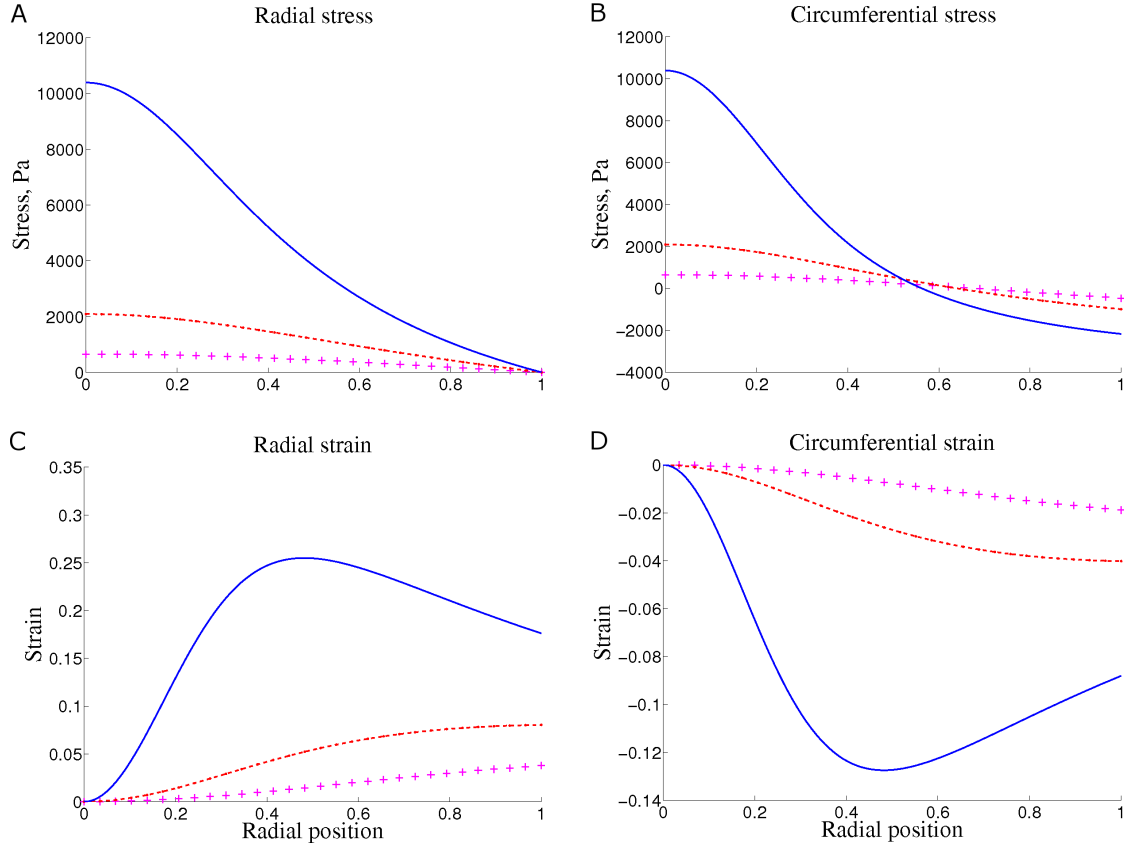 A
Radial stress
12000
10000
8000
6000
4000
2000
0
Stress, Pa
0 0.2 0.4 0.6 0.8 1
B
Circumferential stress
12000
10000
8000
6000
4000
2000
0
−2000
−4000
Stress, Pa
0 0.2 0.4 0.6 0.8 1
C
Radial strain
0.35
0.3
0.25
0.2
0.15
0.1
0.05
0
Strain
0 0.2 0.4 0.6 0.8 1
Radial position
D
Circumferential strain
0
−0.02
−0.04
−0.06
−0.08
−0.1
−0.12
−0.14
Strain
0 0.2 0.4 0.6 0.8 1
Radial position